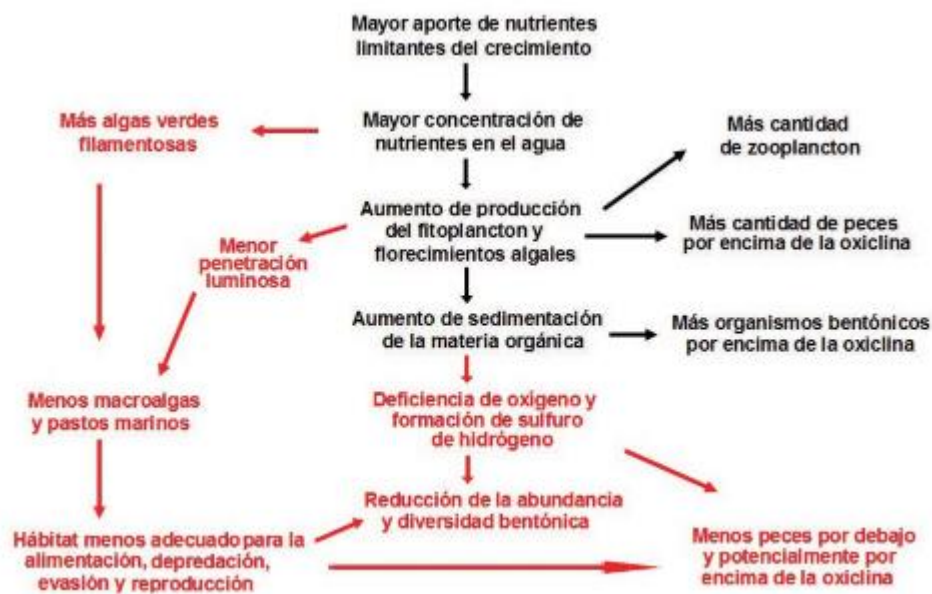 Mayor aporte de nutrientes
limitantes del crecimiento
Más algas verdes
filamentosas
Mayor concentración de
nutrientes en el agua
Más cantidad
de zooplancton
Aumento de producción
del fitoplancton y
florecimientos algales
Más cantidad de peces
por encima de la oxiclina
Menor
penetración
luminosa
Aumento de sedimentación
de la materia orgánica
Más organismos bentónicos
por encima de la oxiclina
Menos macroalgas
y pastos marinos
Deficiencia de oxígeno y
formación de sulfuro
de hidrógeno
Reducción de la abundancia
y diversidad bentónica
Hábitat menos adecuado para la
alimentación, depredación,
evasión y reproducción
Menos peces por debajo
y potencialmente por
encima de la oxiclina